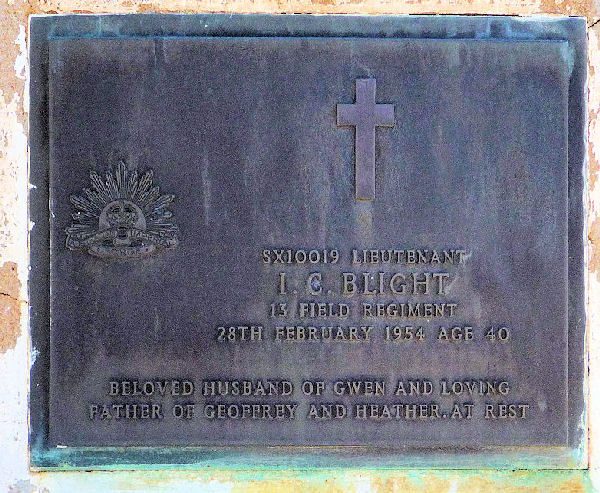 SX10019 LIEUTENANT
I. C. BLIGHT
13 FIELD REGIMENT
28TH FEBRUARY 1954 AGE 40
BELOVED HUSBAND OF GWEN AND LOVING
FATHER OF GEOFFREY AND HEATHER. AT REST